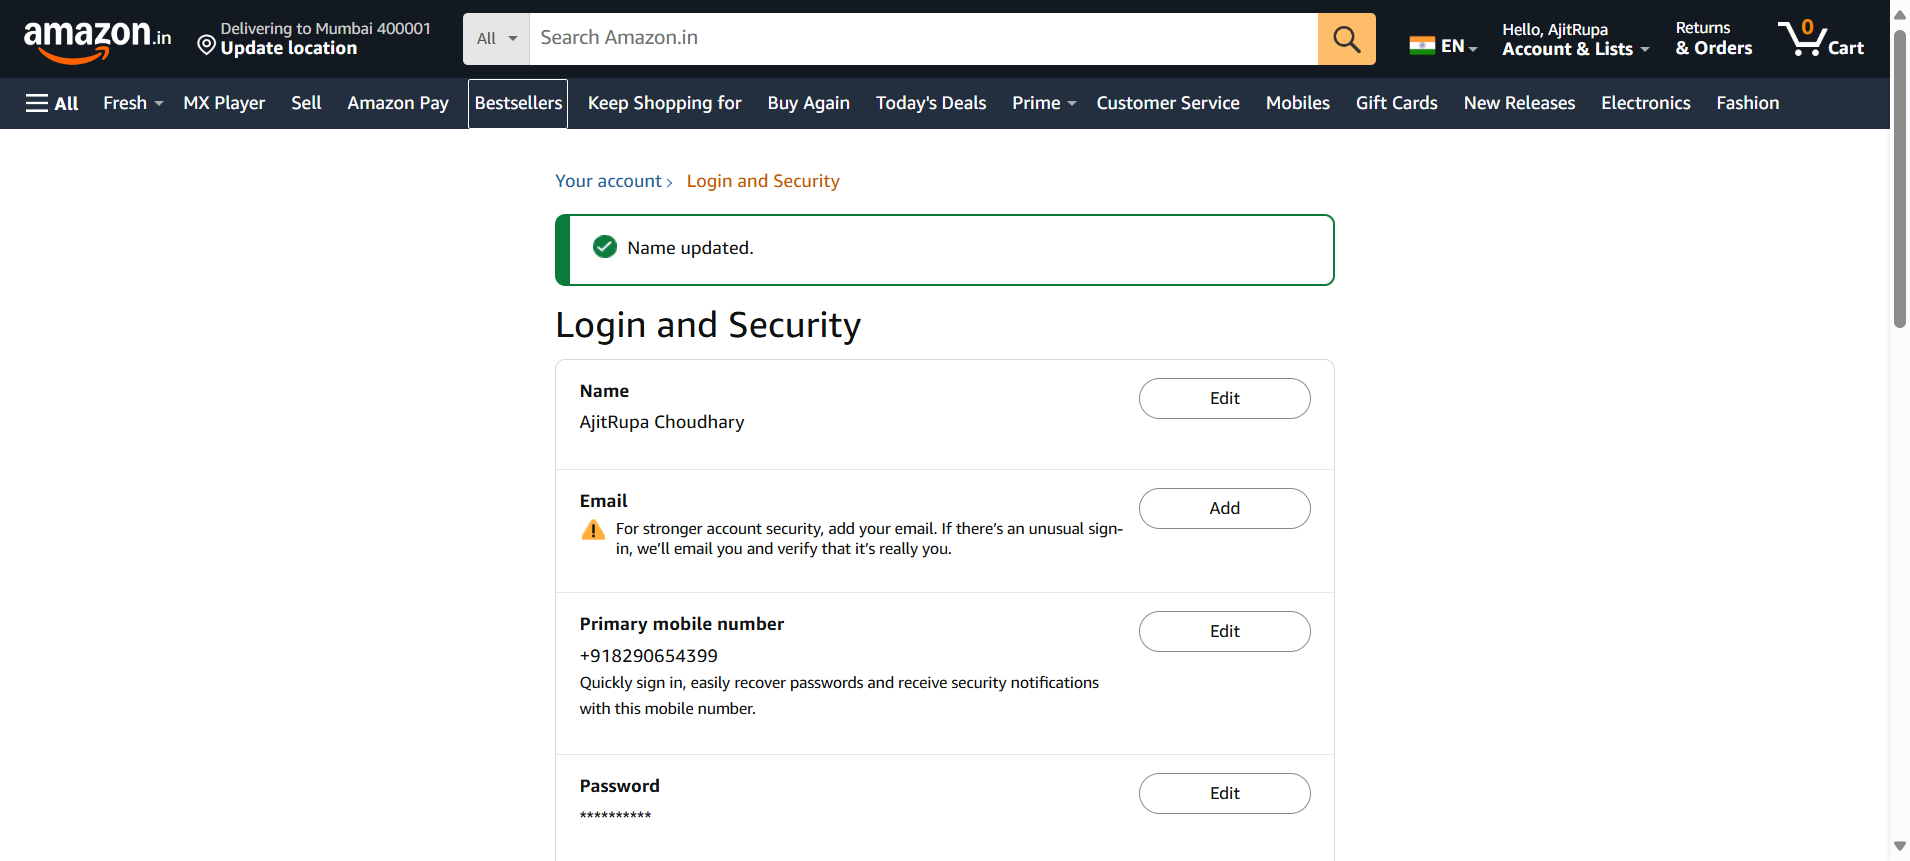 amazon.in
Delivering to Mumbai 400001
Update location
All
Search Amazon.in
EN
Hello, AjitRupa
Account & Lists
Returns
& Orders
0
Cart
All
Fresh
MX Player
Sell
Amazon Pay
Bestsellers
Keep Shopping for
Buy Again
Today's Deals
Prime
Customer Service
Mobiles
Gift Cards
New Releases
Electronics
Fashion
Your account › Login and Security
Name updated.
Login and Security
Name
AjitRupa Choudhary
Edit
Email
For stronger account security, add your email. If there’s an unusual sign-
in, we’ll email you and verify that it’s really you.
Add
Primary mobile number
+918290654399
Quickly sign in, easily recover passwords and receive security notifications
with this mobile number.
Edit
Password
**********
Edit